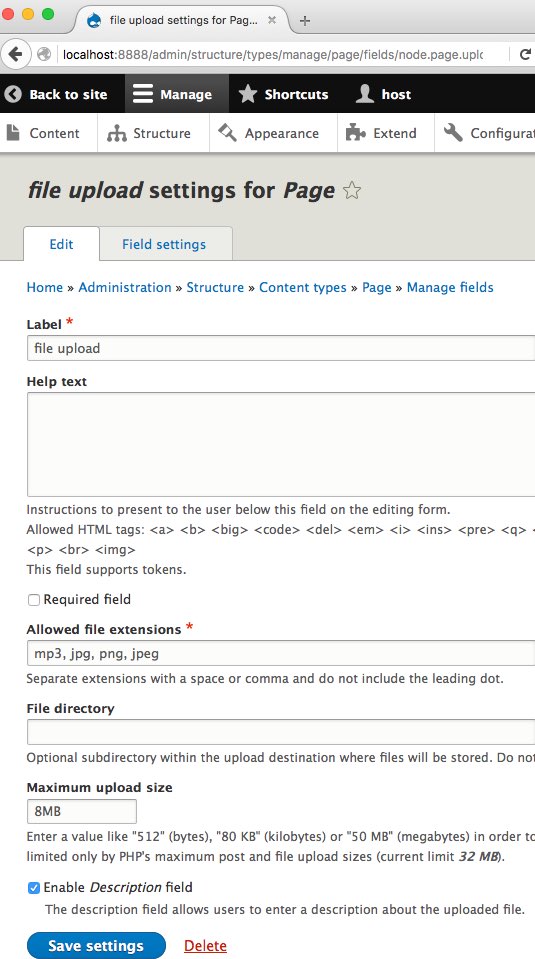 file upload settings for Pag...
localhost:8888/admin/structure/types/manage/page/fields/node.page.uplo
Back to site Manage Shortcuts host
Content Structure Appearance Extend Configurat
file upload settings for Page
Edit Field settings
Home » Administration » Structure » Content types » Page » Manage fields
Label *
file upload
Help text
Instructions to present to the user below this field on the editing form.
Allowed HTML tags: <a> <b> <big> <code> <del> <em> <i> <ins> <pre> <q> <
<p> <br> <img>
This field supports tokens.
Required field
Allowed file extensions *
mp3, jpg, png, jpeg
Separate extensions with a space or comma and do not include the leading dot.
File directory
Optional subdirectory within the upload destination where files will be stored. Do not
Maximum upload size
8MB
Enter a value like "512" (bytes), "80 KB" (kilobytes) or "50 MB" (megabytes) in order to
limited only by PHP's maximum post and file upload sizes (current limit 32 MB).
Enable Description field
The description field allows users to enter a description about the uploaded file.
Save settings Delete